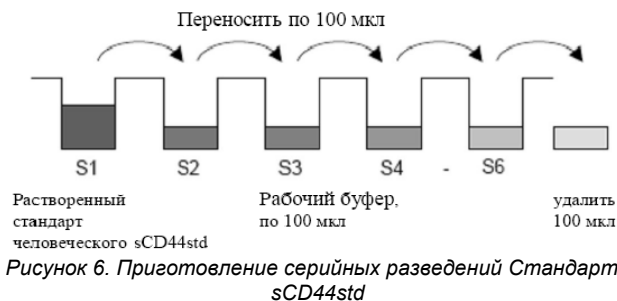 Переносить по 100 мкл
S1 S2 S3 S4 - S6
Растворенный
стандарт
человеческого sCD44std
Рабочий буфер,
по 100 мкл
удалить
100 мкл
Рисунок 6. Приготовление серийных разведений Стандарт
sCD44std